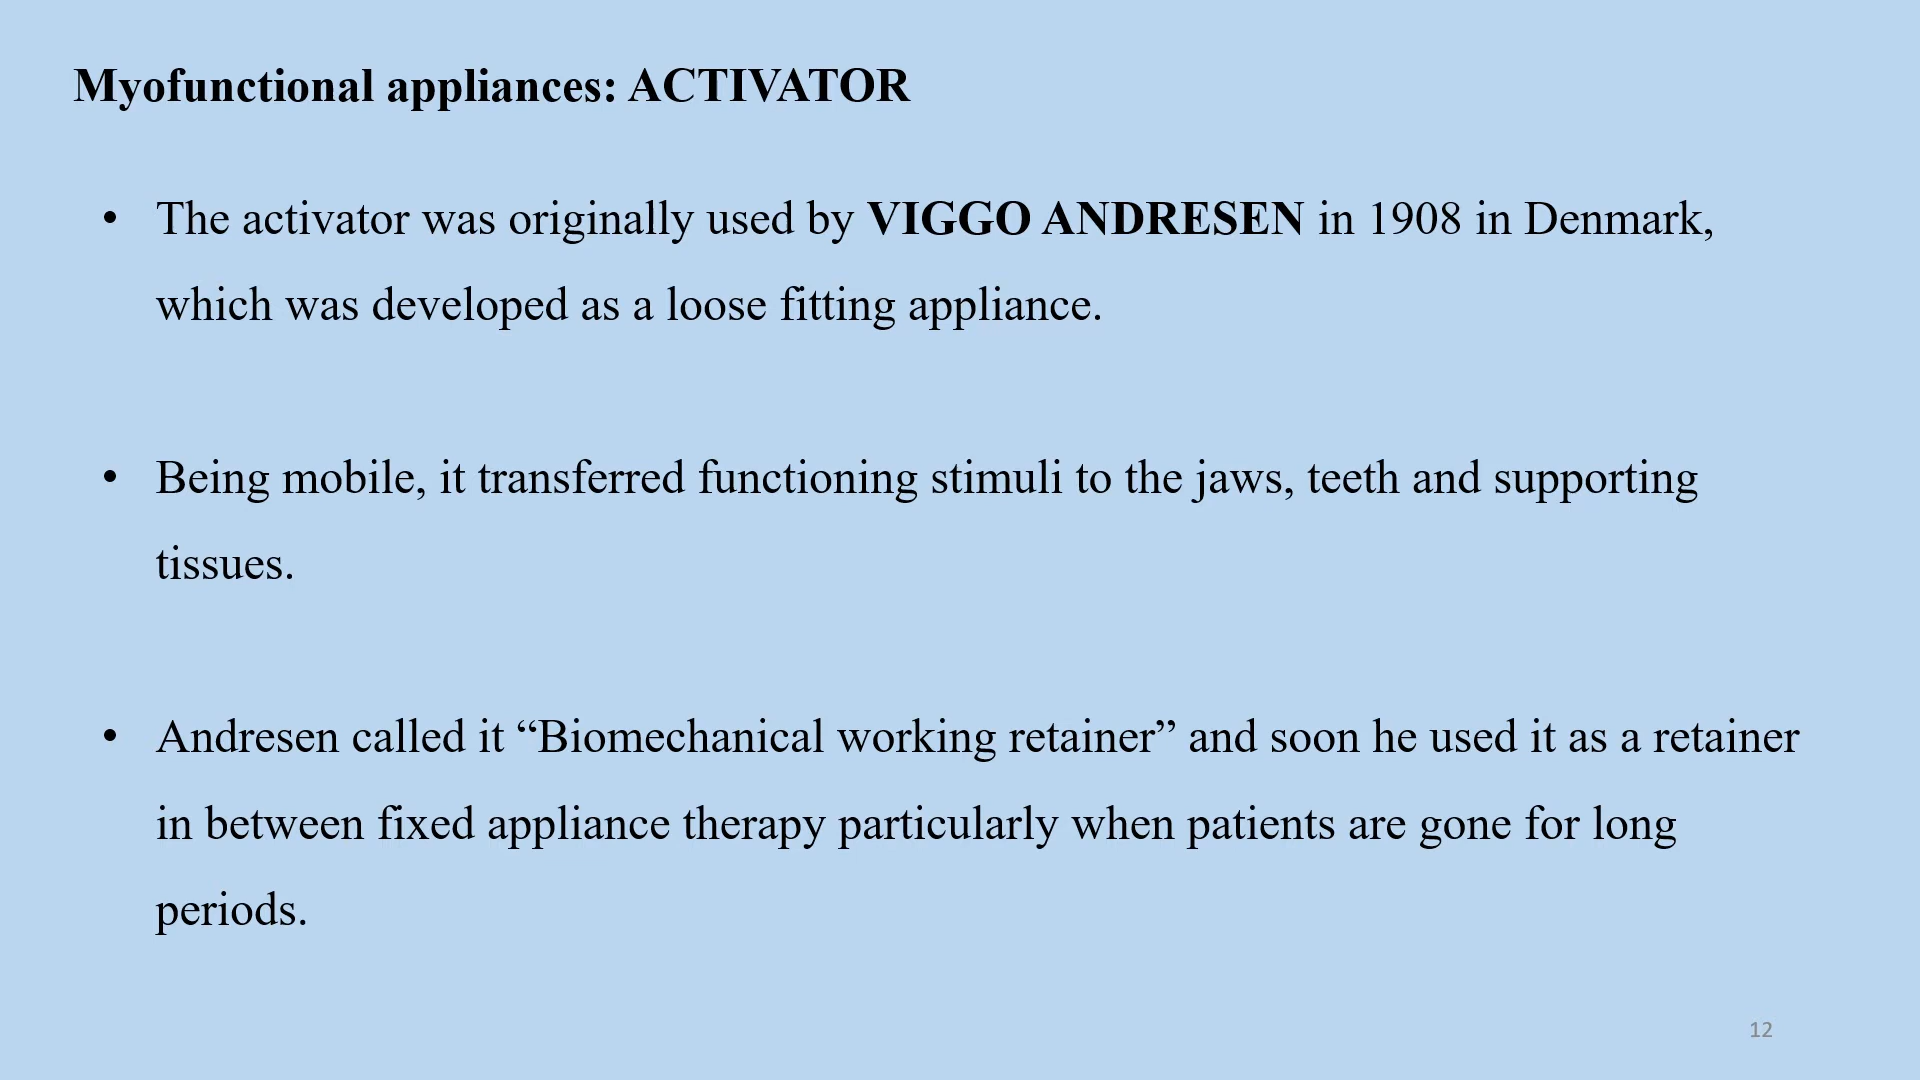 Myofunctional appliances: ACTIVATOR
• The activator was originally used by VIGGO ANDRESEN in 1908 in Denmark,
which was developed as a loose fitting appliance.
• Being mobile, it transferred functioning stimuli to the jaws, teeth and supporting
tissues.
• Andresen called it “Biomechanical working retainer” and soon he used it as a retainer
in between fixed appliance therapy particularly when patients are gone for long
periods.
12